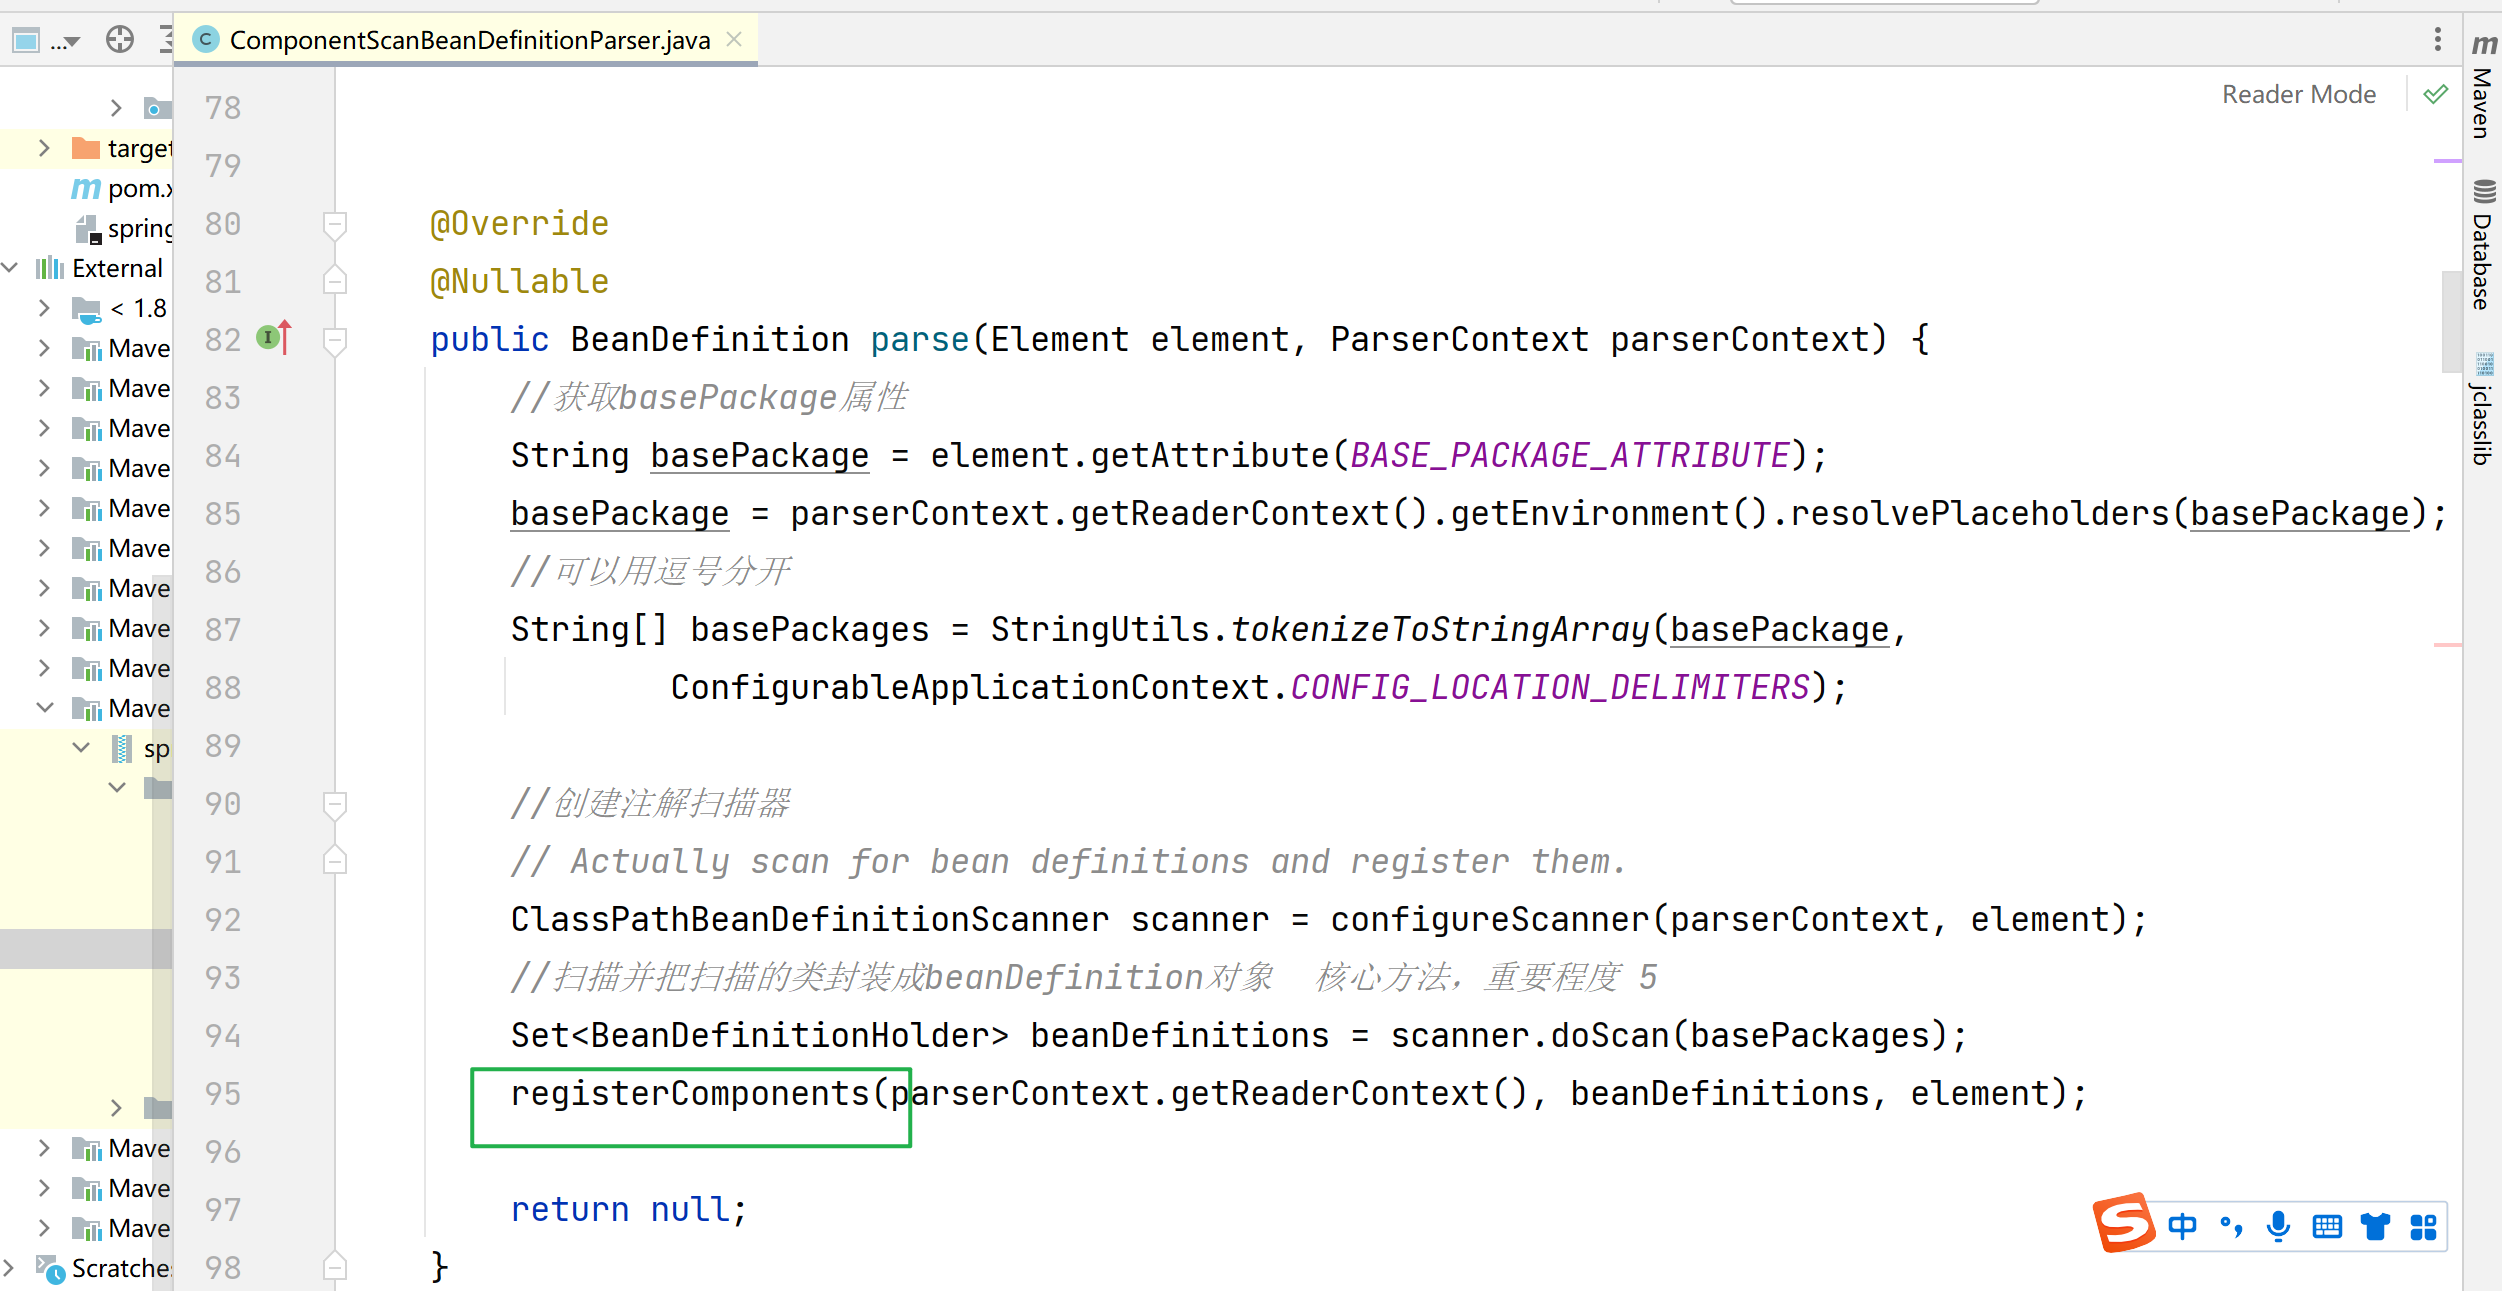 ...
ComponentScanBeanDefinitionParser.java
Reader Mode
target
pom.x
spring
External
< 1.8
Mave
Mave
Mave
Mave
Mave
Mave
Mave
Mave
Mave
Mave
sp
Mave
Mave
Mave
Scratche
78
79
80 @Override
81 @Nullable
82 public BeanDefinition parse(Element element, ParserContext parserContext) {
83 //获取basePackage属性
84 String basePackage = element.getAttribute(BASE_PACKAGE_ATTRIBUTE);
85 basePackage = parserContext.getReaderContext().getEnvironment().resolvePlaceholders(basePackage);
86 //可以用逗号分开
87 String[] basePackages = StringUtils.tokenizeToStringArray(basePackage,
88 ConfigurableApplicationContext.CONFIG_LOCATION_DELIMITERS);
89
90 //创建注解扫描器
91 // Actually scan for bean definitions and register them.
92 ClassPathBeanDefinitionScanner scanner = configureScanner(parserContext, element);
93 //扫描并把扫描的类封装成beanDefinition对象 核心方法，重要程度 5
94 Set<BeanDefinitionHolder> beanDefinitions = scanner.doScan(basePackages);
95 registerComponents(parserContext.getReaderContext(), beanDefinitions, element);
96
97 return null;
98 }
Maven
Database
jclasslib
中